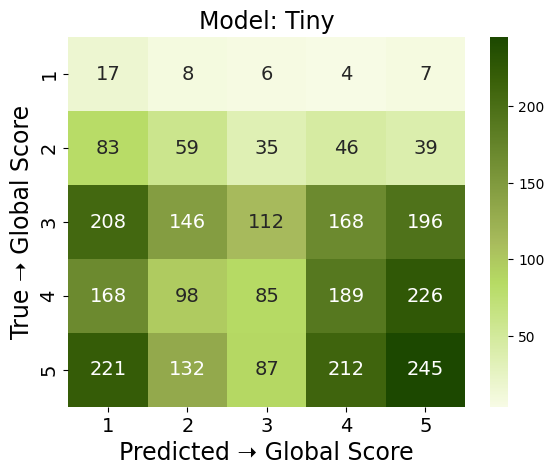 Model: Tiny
1 17 8 6 4 7
2 83 59 35 46 39
3 208 146 112 168 196
4 168 98 85 189 226
5 221 132 87 212 245
1 2 3 4 5
True → Global Score
Predicted → Global Score
200
150
100
50